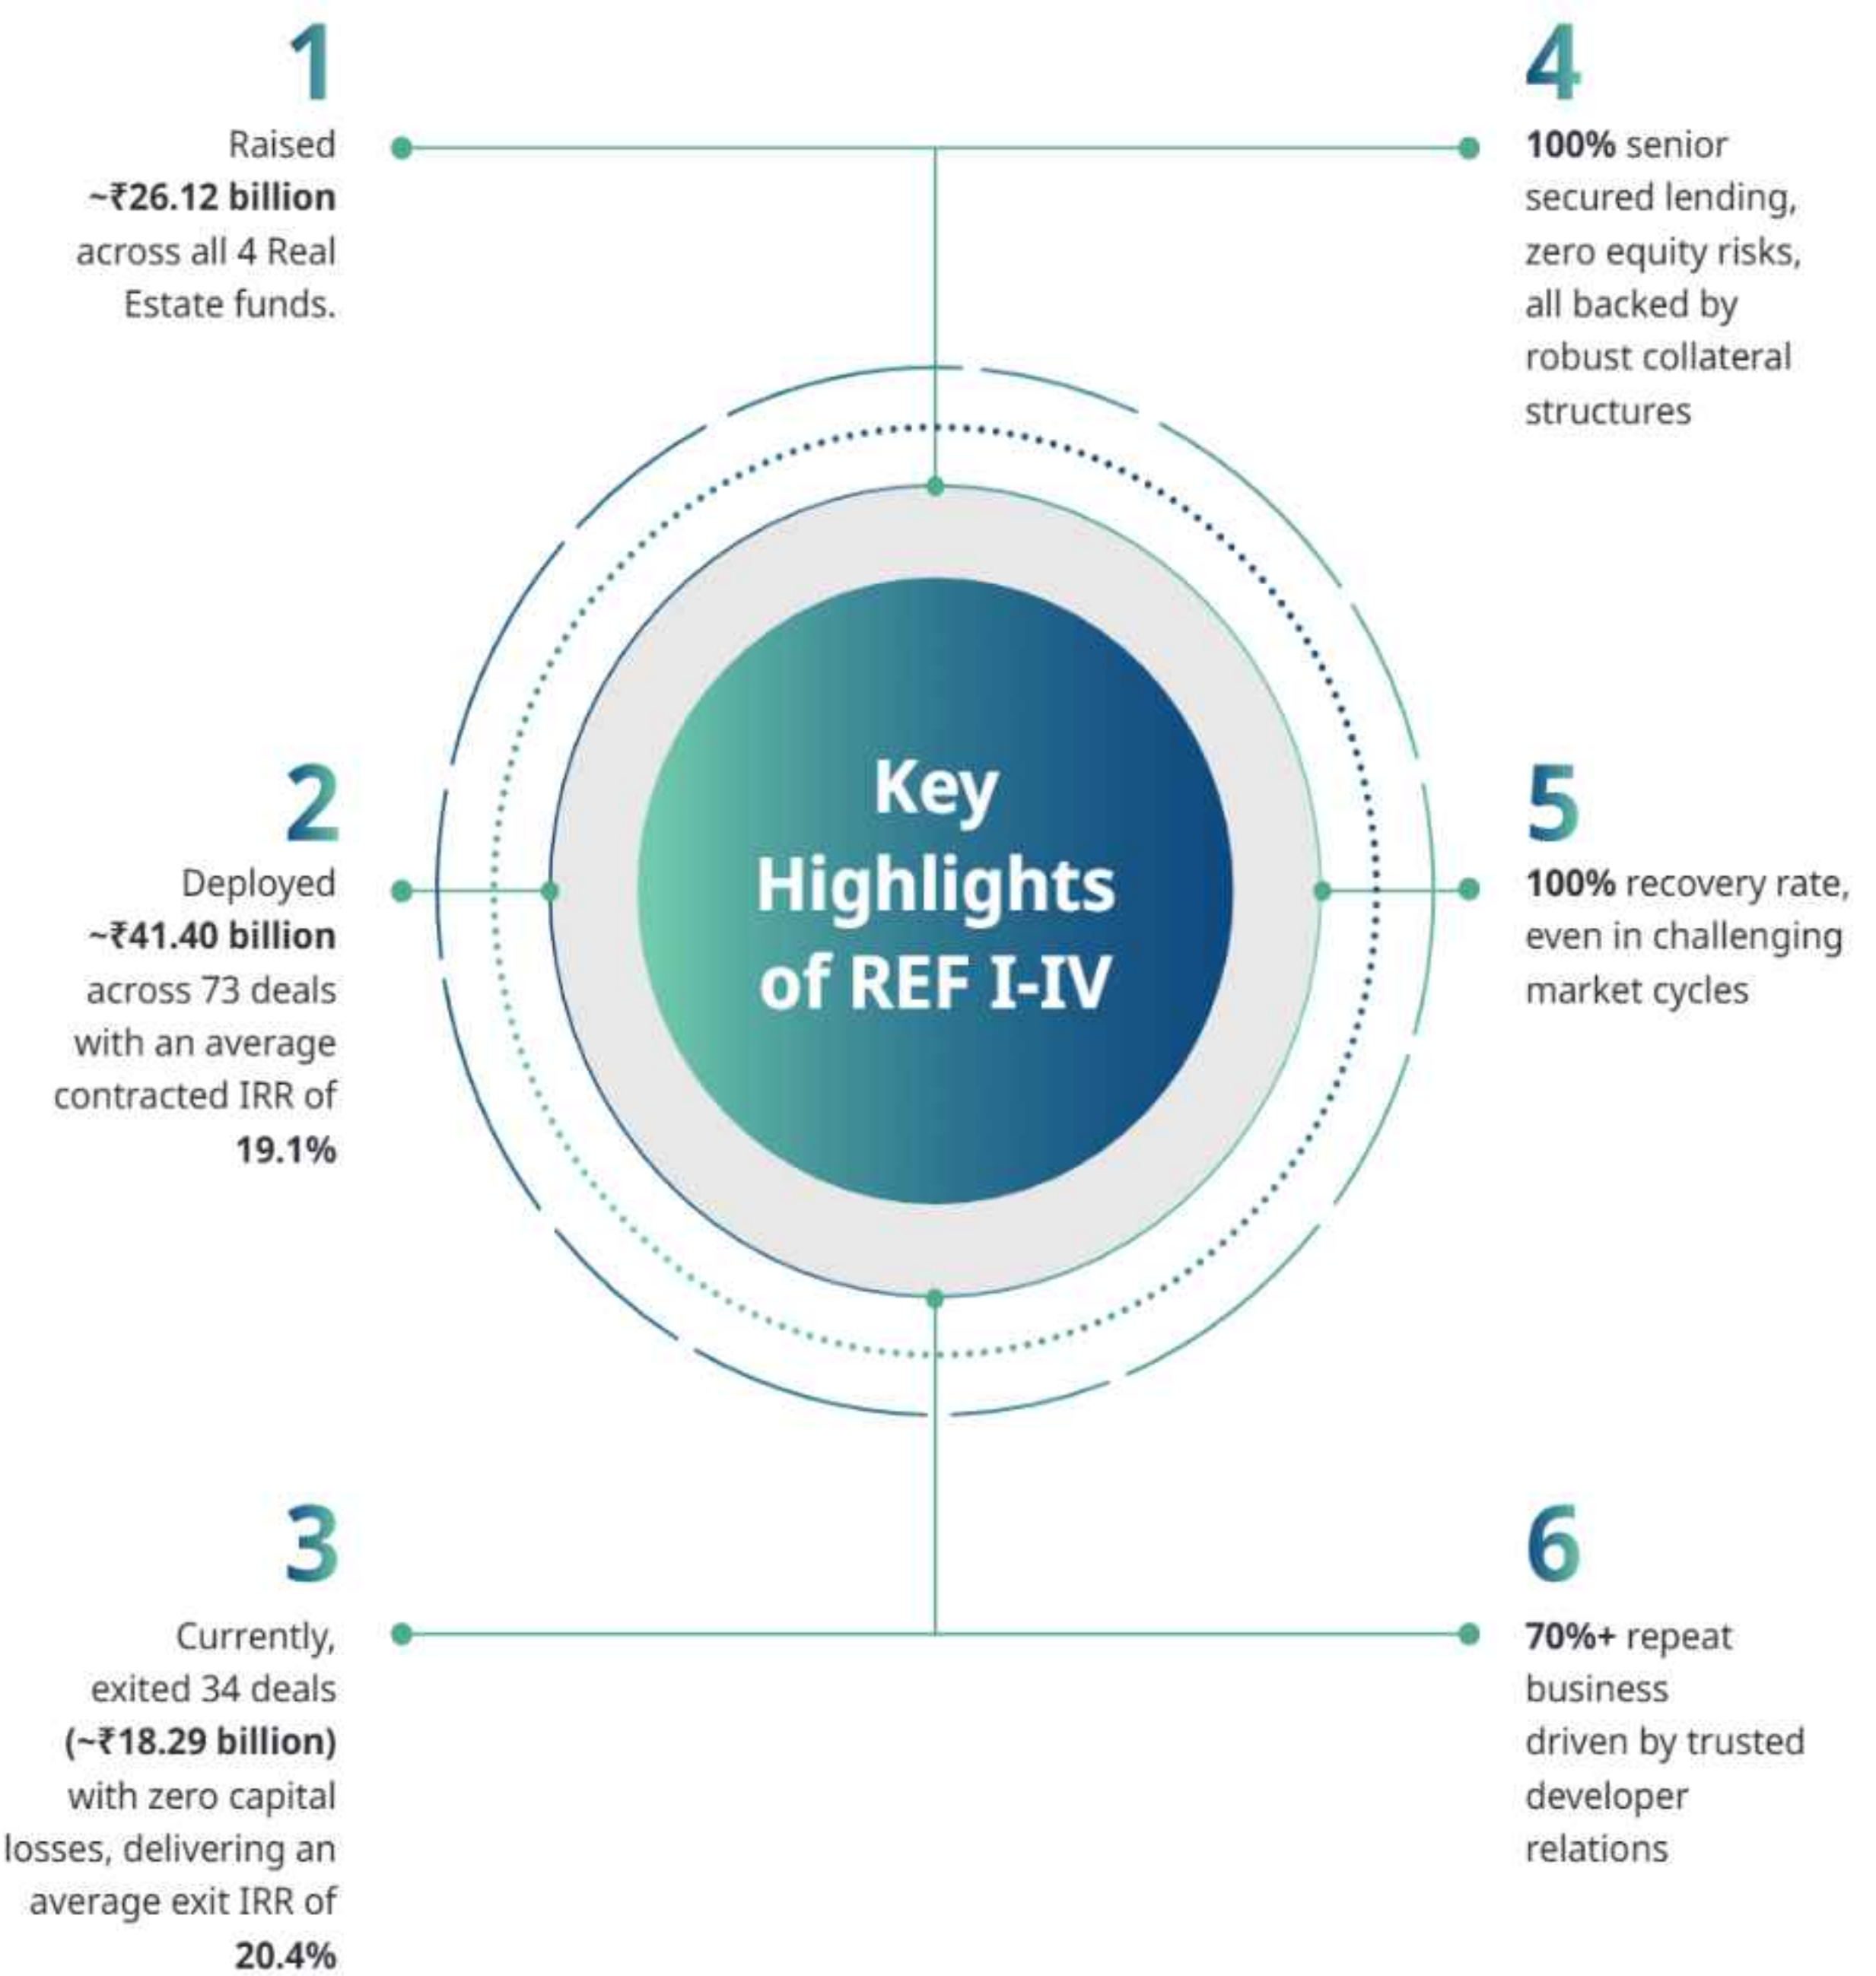 1
Raised
~₹26.12 billion
across all 4 Real
Estate funds.
2
Deployed
~₹41.40 billion
across 73 deals
with an average
contracted IRR of
19.1%
3
Currently,
exited 34 deals
(~₹18.29 billion)
with zero capital
losses, delivering an
average exit IRR of
20.4%
Key
Highlights
of REF I-IV
4
100% senior
secured lending,
zero equity risks,
all backed by
robust collateral
structures
5
100% recovery rate,
even in challenging
market cycles
6
70%+ repeat
business
driven by trusted
developer
relations